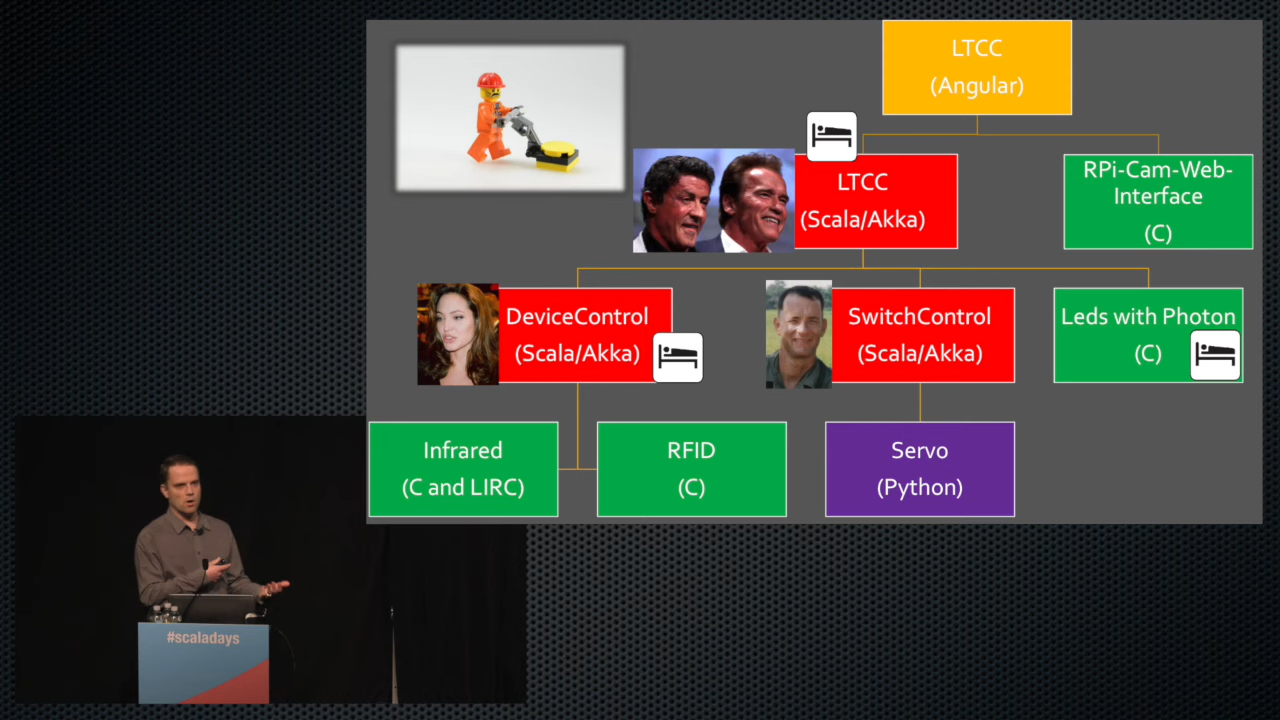 LTCC
(Angular)
LTCC
(Scala/Akka)
RPi-Cam-Web-
Interface
(C)
DeviceControl
(Scala/Akka)
SwitchControl
(Scala/Akka)
Leds with Photon
(C)
Infrared
(C and LIRC)
RFID
(C)
Servo
(Python)
#scaladays